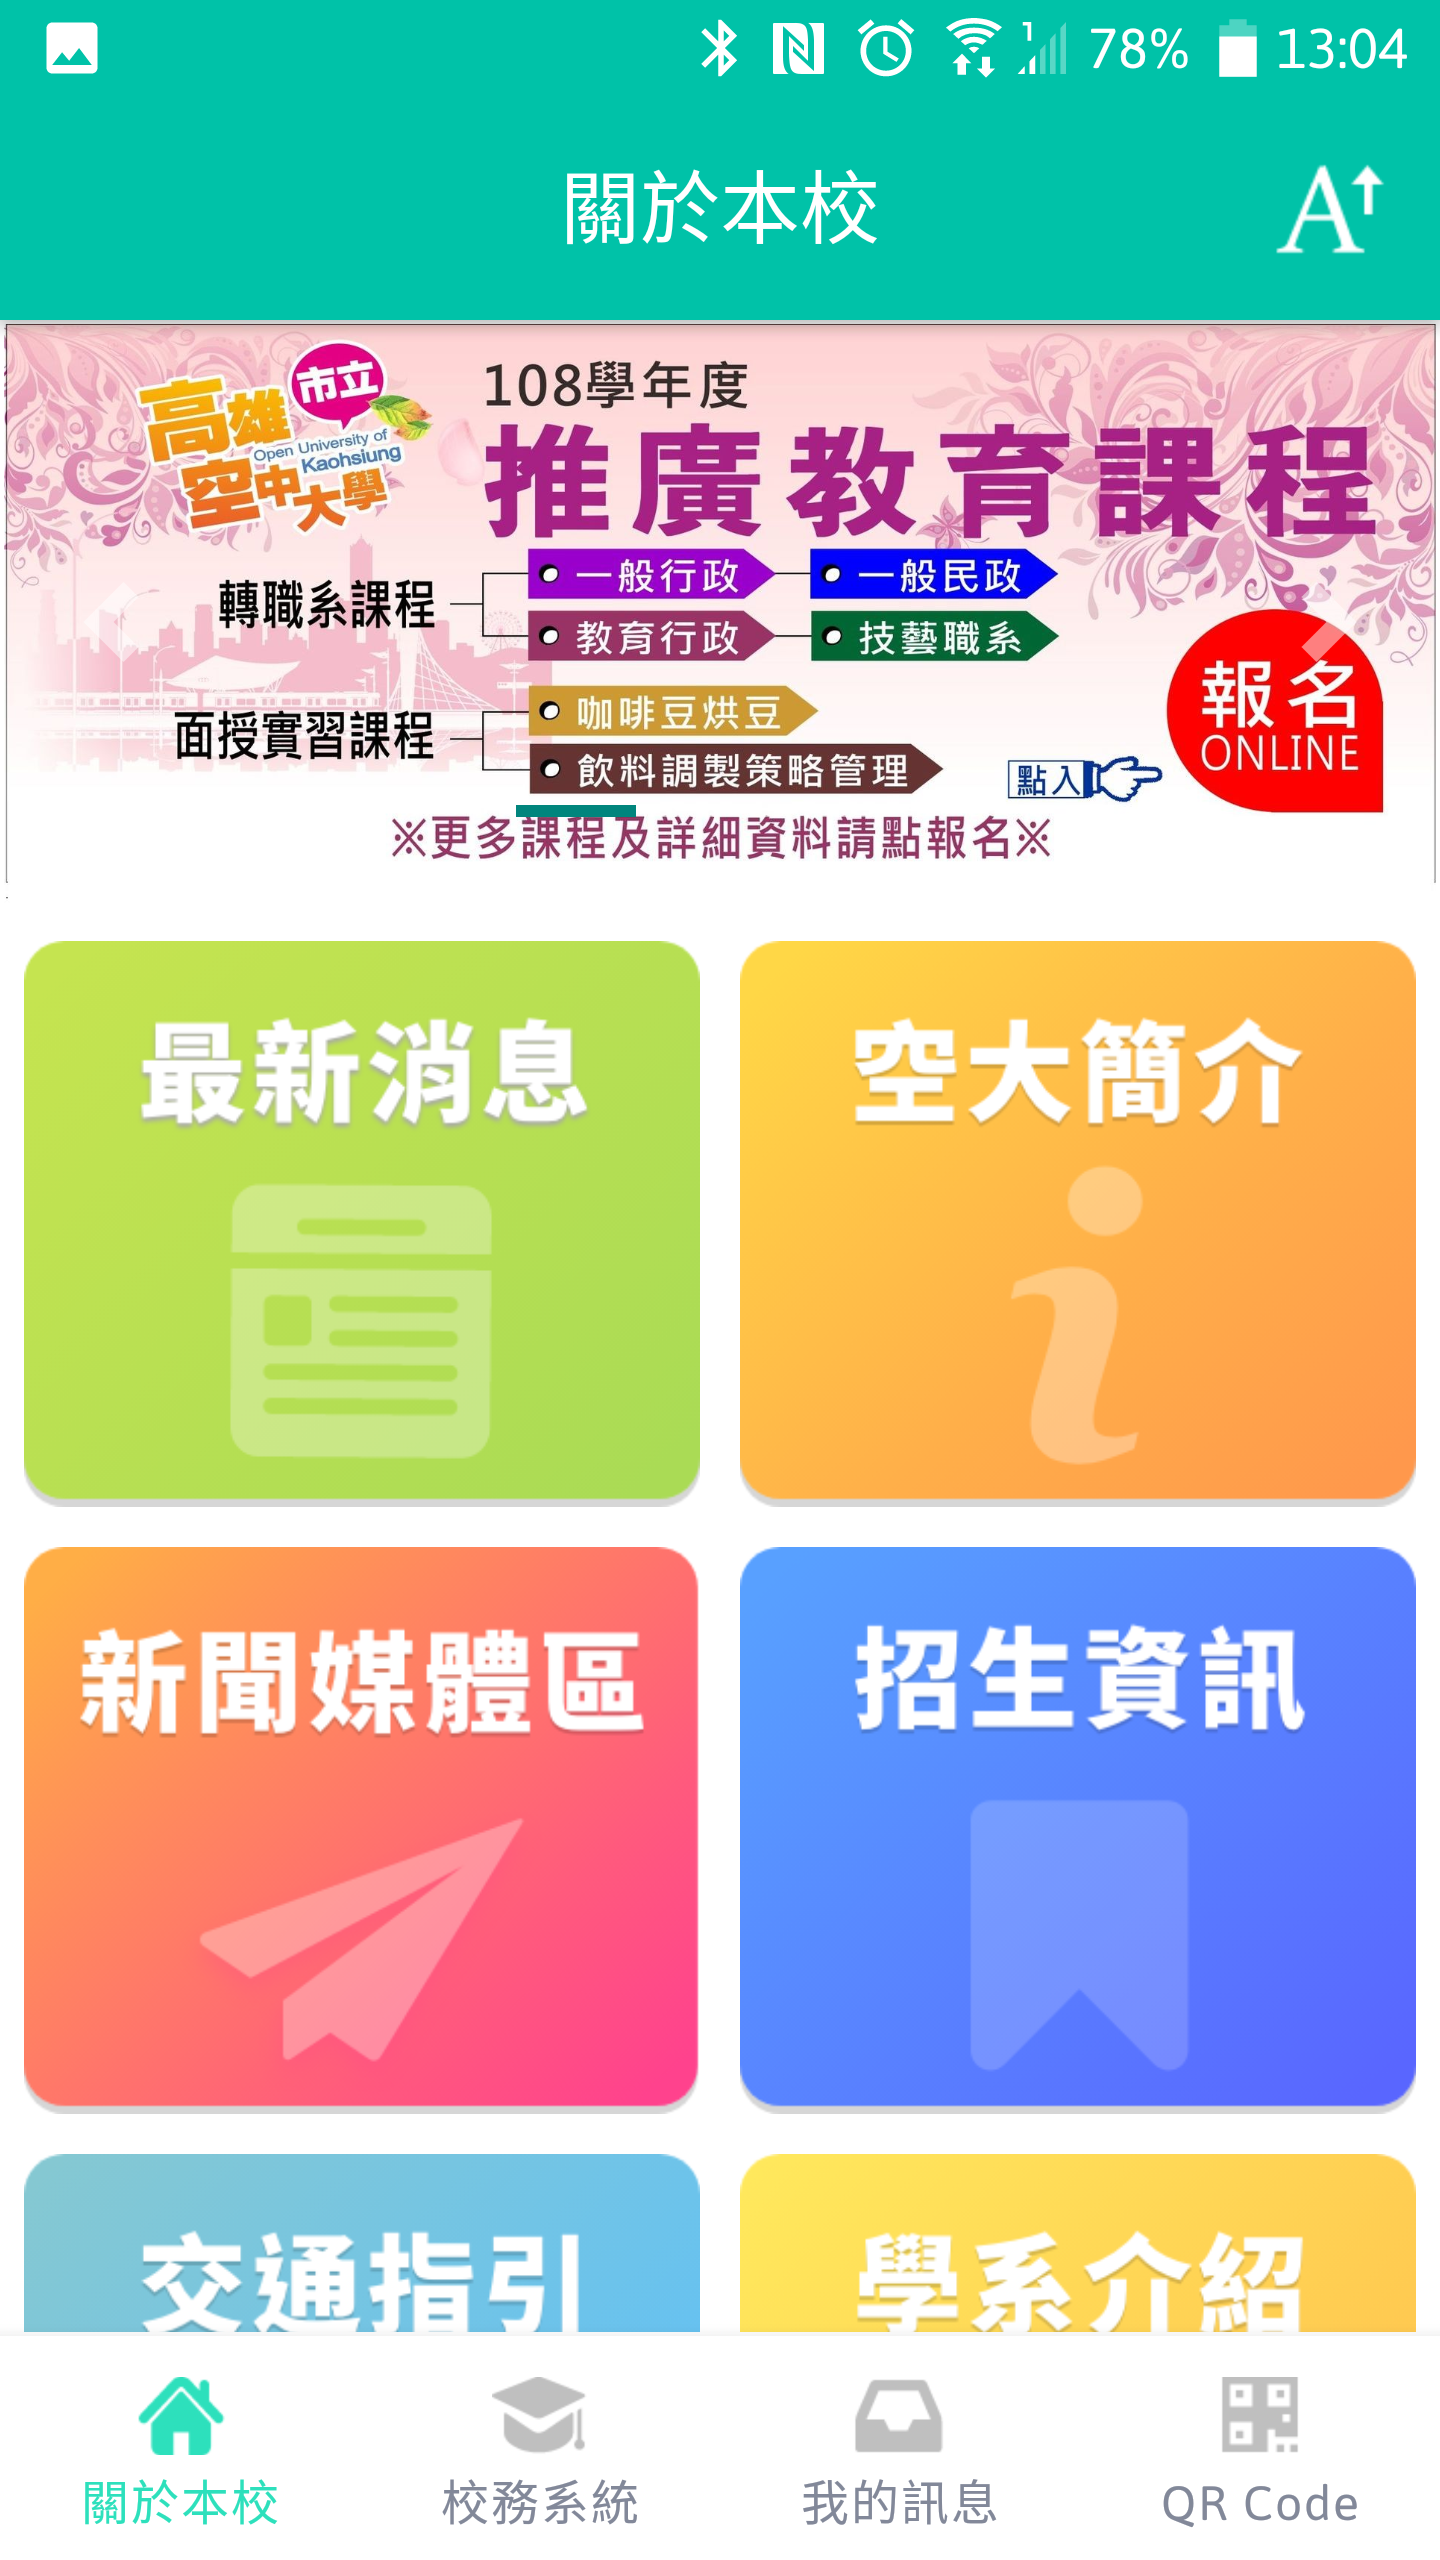 78% 13:04
關於本校
A
市立
高雄
Open University of
Kaohsiung
空中大學
108學年度
推廣教育課程
轉職系課程
一般行政
一般民政
教育行政
技藝職系
面授實習課程
咖啡豆烘豆
飲料調製策略管理
點入
報名
ONLINE
※更多課程及詳細資料請點報名※
最新消息
空大簡介
新聞媒體區
招生資訊
交通指引
學系介紹
關於本校
校務系統
我的訊息
QR Code